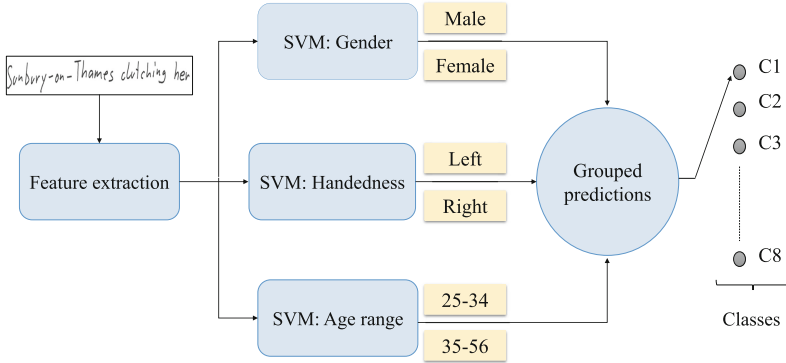 Sunbury-on-Thames clutching her
Feature extraction
SVM: Gender
Male
Female
SVM: Handedness
Left
Right
SVM: Age range
25-34
35-56
Grouped
predictions
C1
C2
C3
C8
Classes